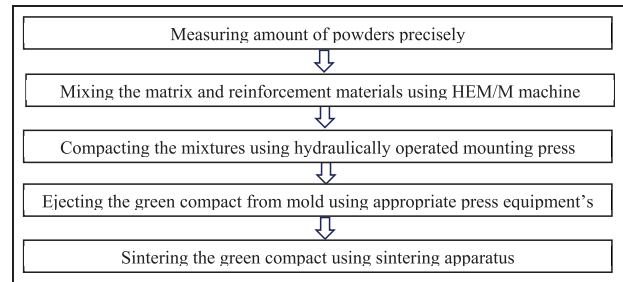 Measuring amount of powders precisely
Mixing the matrix and reinforcement materials using HEM/M machine
Compacting the mixtures using hydraulically operated mounting press
Ejecting the green compact from mold using appropriate press equipment's
Sintering the green compact using sintering apparatus